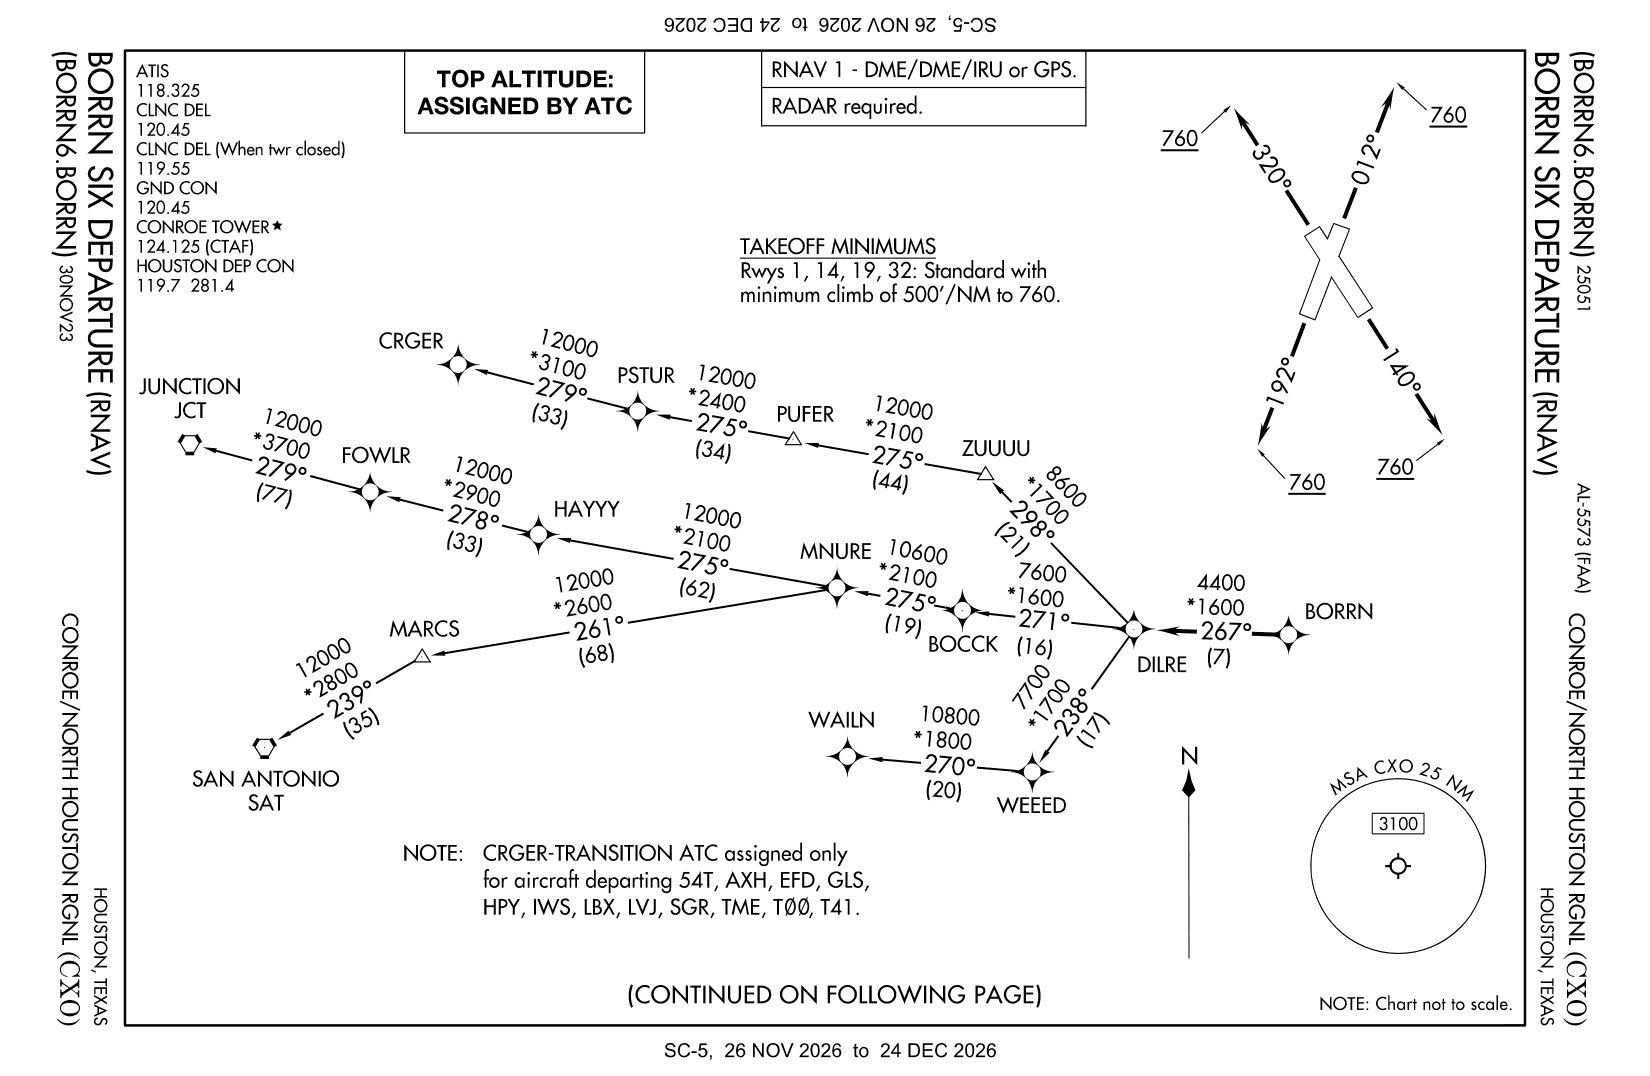 SC-5, 26 NOV 2026 to 24 DEC 2026
(BORRN6.BORRN) 30NOV23
BORRN SIX DEPARTURE (RNAV)
CONROE/NORTH HOUSTON RGNL (CXO)
HOUSTON, TEXAS
ATIS
118.325
CLNC DEL
120.45
CLNC DEL (When twr closed)
119.55
GND CON
120.45
CONROE TOWER★
124.125 (CTAF)
HOUSTON DEP CON
119.7 281.4
TOP ALTITUDE:
ASSIGNED BY ATC
RNAV 1 - DME/DME/IRU or GPS.
RADAR required.
TAKEOFF MINIMUMS
Rwys 1, 14, 19, 32: Standard with
minimum climb of 500'/NM to 760.
760
320°
012°
760
192°
760
140°
760
CRGER
12000
*3100
279°
(33)
PSTUR
12000
*2400
275°
(34)
PUFER
12000
*2100
275°
(44)
ZUUUU
8600
*1700
298°
(21)
JUNCTION
JCT
12000
*3700
279°
(77)
FOWLR
12000
*2900
278°
(33)
HAYYY
12000
*2100
275°
(62)
MNURE
10600
*2100
275°
(19)
BOCCK
7600
*1600
271°
(16)
DILRE
4400
*1600
267°
(7)
BORRN
12000
*2600
261°
(68)
MARCS
12000
*2800
239°
(35)
SAN ANTONIO
SAT
7700
*1700
238°
(17)
WAILN
10800
*1800
270°
(20)
WEEED
N
MSA CXO 25 NM
3100
NOTE: CRGER-TRANSITION ATC assigned only
for aircraft departing 54T, AXH, EFD, GLS,
HPY, IWS, LBX, LVJ, SGR, TME, TØØ, T41.
(CONTINUED ON FOLLOWING PAGE)
NOTE: Chart not to scale.
(BORRN6.BORRN) 25051
BORRN SIX DEPARTURE (RNAV)
AL-5573 (FAA)
CONROE/NORTH HOUSTON RGNL (CXO)
HOUSTON, TEXAS
SC-5, 26 NOV 2026 to 24 DEC 2026